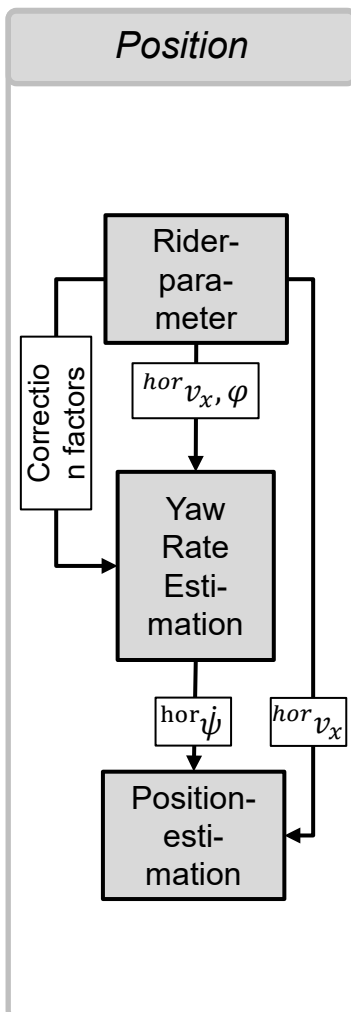 Position
Rider-
para-
meter
Correctio
n factors
ʰᵒʳvₓ, φ
Yaw
Rate
Esti-
mation
ʰᵒʳψ̇
ʰᵒʳvₓ
Position-
esti-
mation